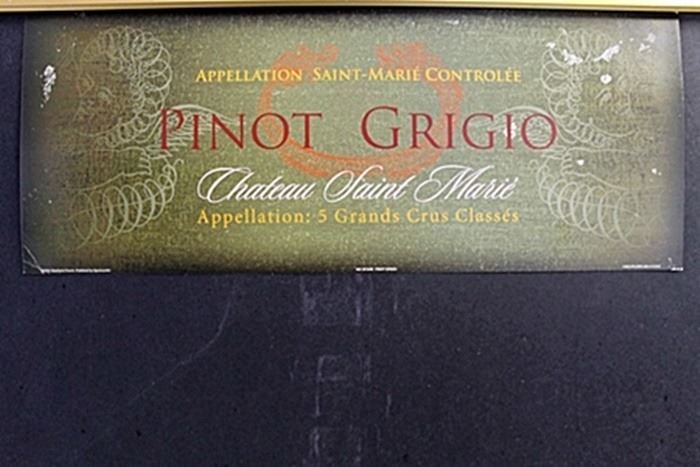 APPELLATION SAINT-MARIÉ CONTROLÉE
PINOT GRIGIO
Chateau Saint Marié
Appellation: 5 Grands Crus Classés